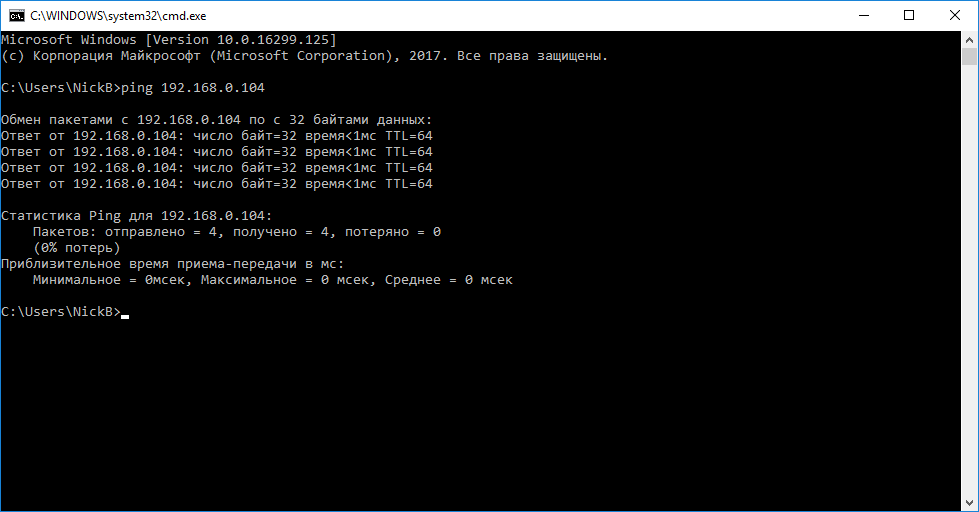 C:\WINDOWS\system32\cmd.exe
Microsoft Windows [Version 10.0.16299.125]
(c) Корпорация Майкрософт (Microsoft Corporation), 2017. Все права защищены.
C:\Users\NickB>ping 192.168.0.104
Обмен пакетами с 192.168.0.104 по с 32 байтами данных:
Ответ от 192.168.0.104: число байт=32 время<1мс TTL=64
Ответ от 192.168.0.104: число байт=32 время<1мс TTL=64
Ответ от 192.168.0.104: число байт=32 время<1мс TTL=64
Ответ от 192.168.0.104: число байт=32 время<1мс TTL=64
Статистика Ping для 192.168.0.104:
    Пакетов: отправлено = 4, получено = 4, потеряно = 0
    (0% потерь)
Приблизительное время приема-передачи в мс:
    Минимальное = 0мсек, Максимальное = 0 мсек, Среднее = 0 мсек
C:\Users\NickB>